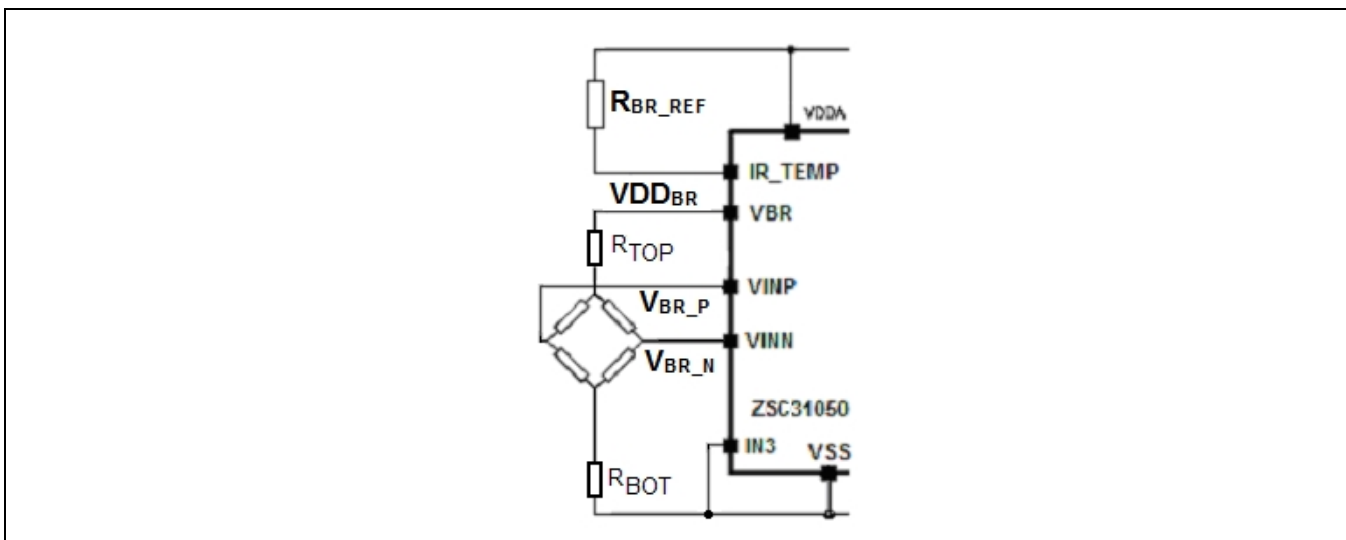 RBR_REF
VDDA
IR_TEMP
VDDBR
VBR
RTOP
VINP
VBR_P
VINN
VBR_N
ZSC31050
IN3
VSS
RBOT